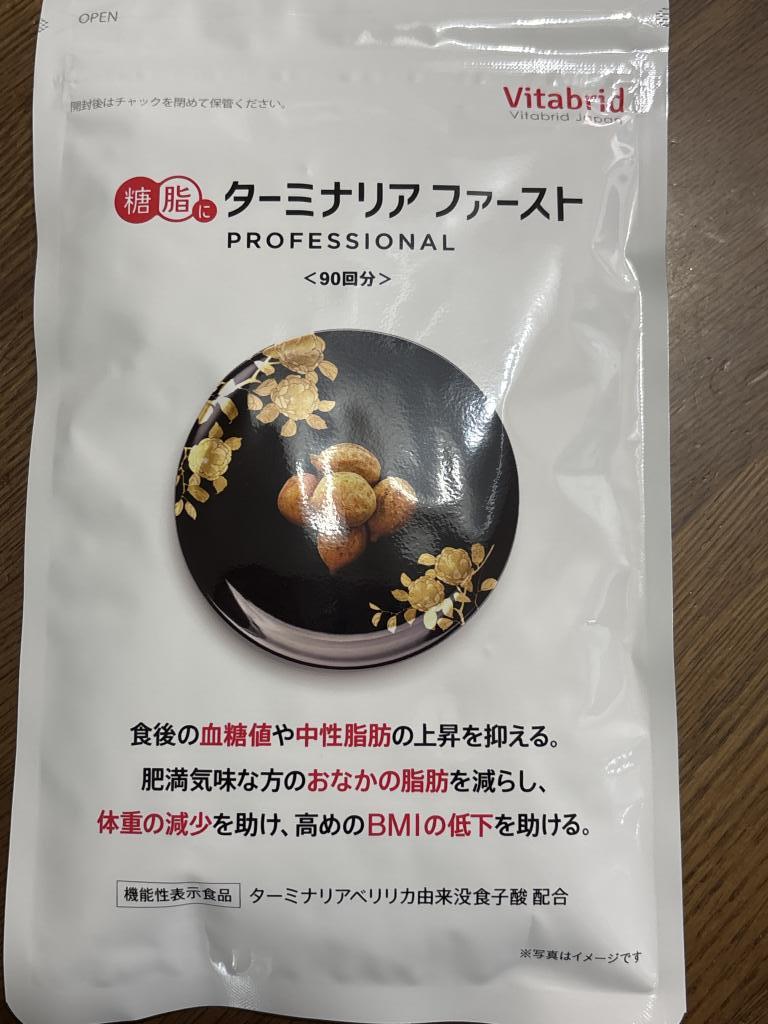 OPEN
開封後はチャックを閉めて保管ください。
Vitabrid
Vitabrid Japan
糖脂に ターミナリア ファースト
PROFESSIONAL
<90回分>
食後の血糖値や中性脂肪の上昇を抑える。
肥満気味な方のおなかの脂肪を減らし、
体重の減少を助け、高めのBMIの低下を助ける。
機能性表示食品 ターミナリアベリリカ由来没食子酸 配合
※写真はイメージです